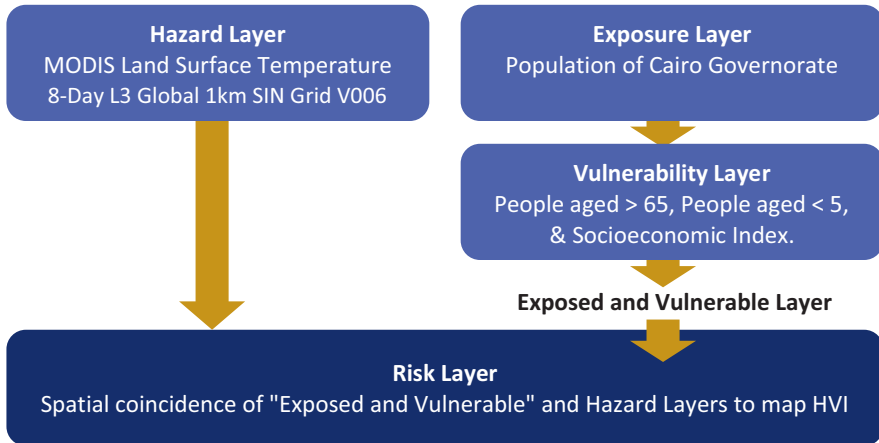 Hazard Layer
MODIS Land Surface Temperature
8-Day L3 Global 1km SIN Grid V006
Exposure Layer
Population of Cairo Governorate
Vulnerability Layer
People aged > 65, People aged < 5,
& Socioeconomic Index.
Exposed and Vulnerable Layer
Risk Layer
Spatial coincidence of "Exposed and Vulnerable" and Hazard Layers to map HVI